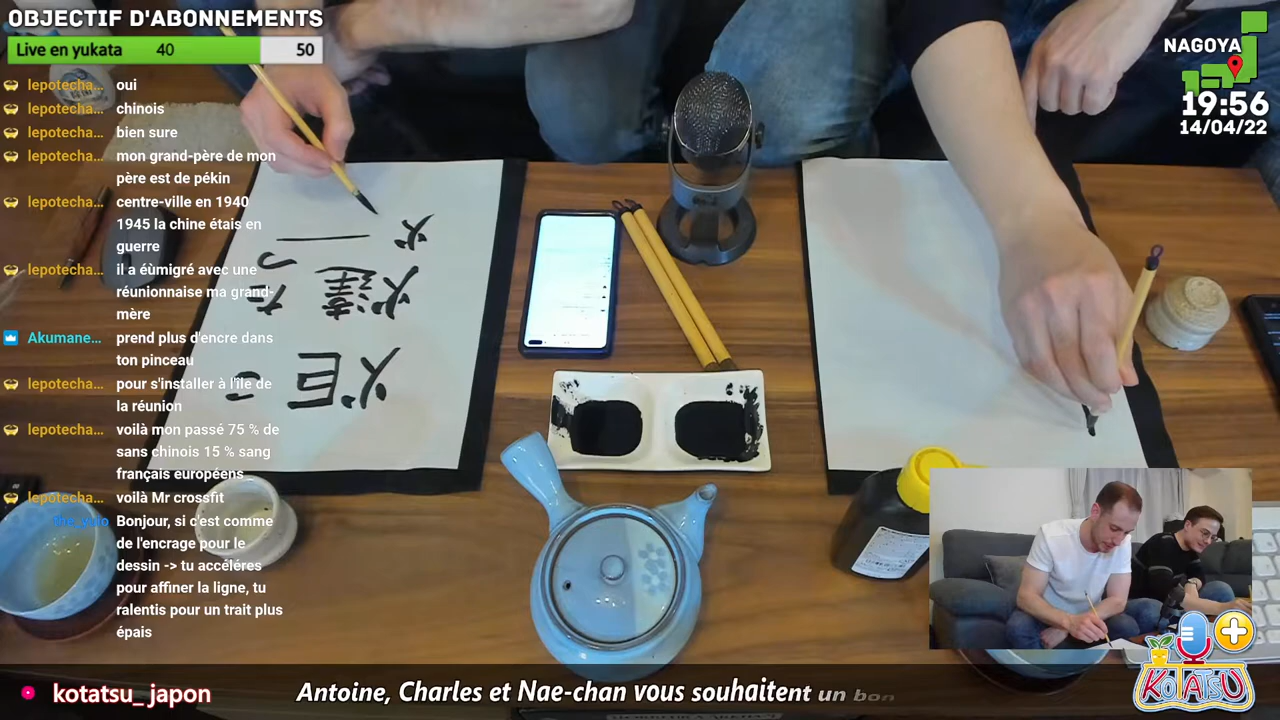 OBJECTIF D'ABONNEMENTS
Live en yukata 40 50
lepotecha... oui
lepotecha... chinois
lepotecha... bien sure
lepotecha... mon grand-père de mon
père est de pékin
lepotecha... centre-ville en 1940
1945 la chine étais en
guerre
lepotecha... il a éùmigré avec une
réunionnaise ma grand-
mère
Akumane... prend plus d'encre dans
ton pinceau
lepotecha... pour s'installer à l'île de
la réunion
lepotecha... voilà mon passé 75 % de
sans chinois 15 % sang
français européens
lepotecha... voilà Mr crossfit
Bonjour, si c'est comme
de l'encrage pour le
dessin -> tu accéléres
pour affiner la ligne, tu
ralentis pour un trait plus
épais
NAGOYA
19:56
14/04/22
kotatsu_japon
Antoine, Charles et Nae-chan vous souhaitent un bon
KOTATSU